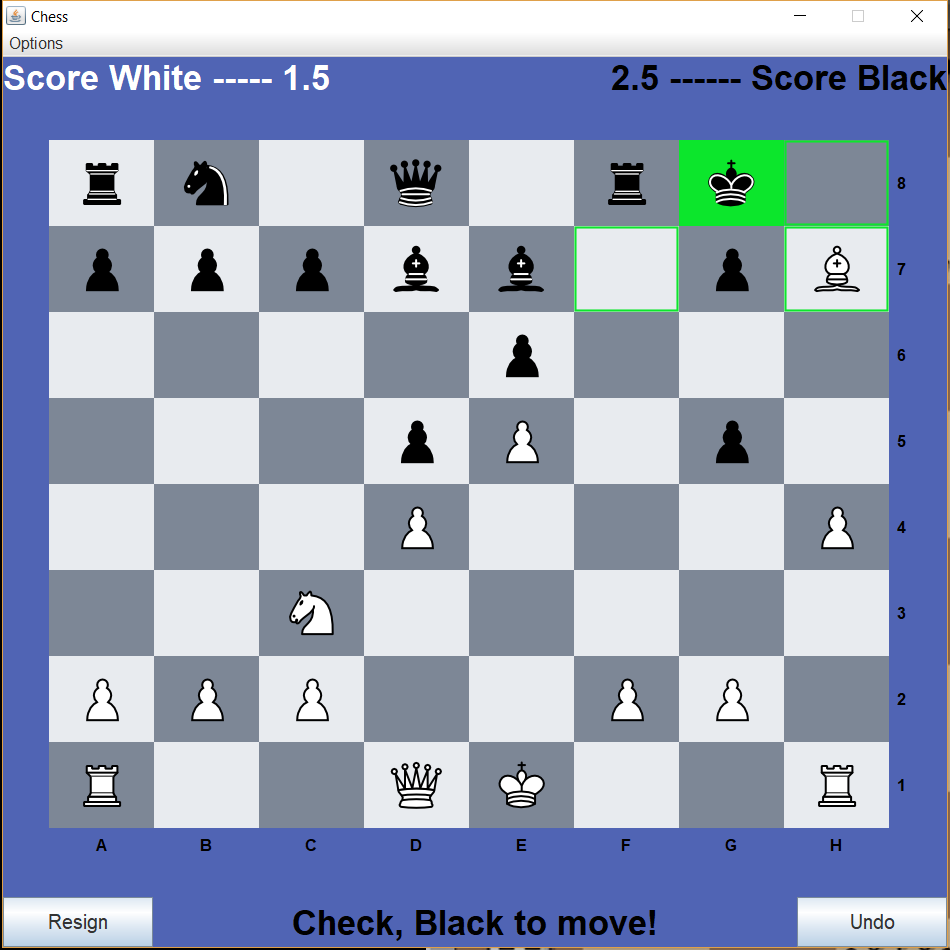 Chess
Options
Score White ----- 1.5
2.5 ------ Score Black
8
7
6
5
4
3
2
1
A B C D E F G H
Resign
Check, Black to move!
Undo